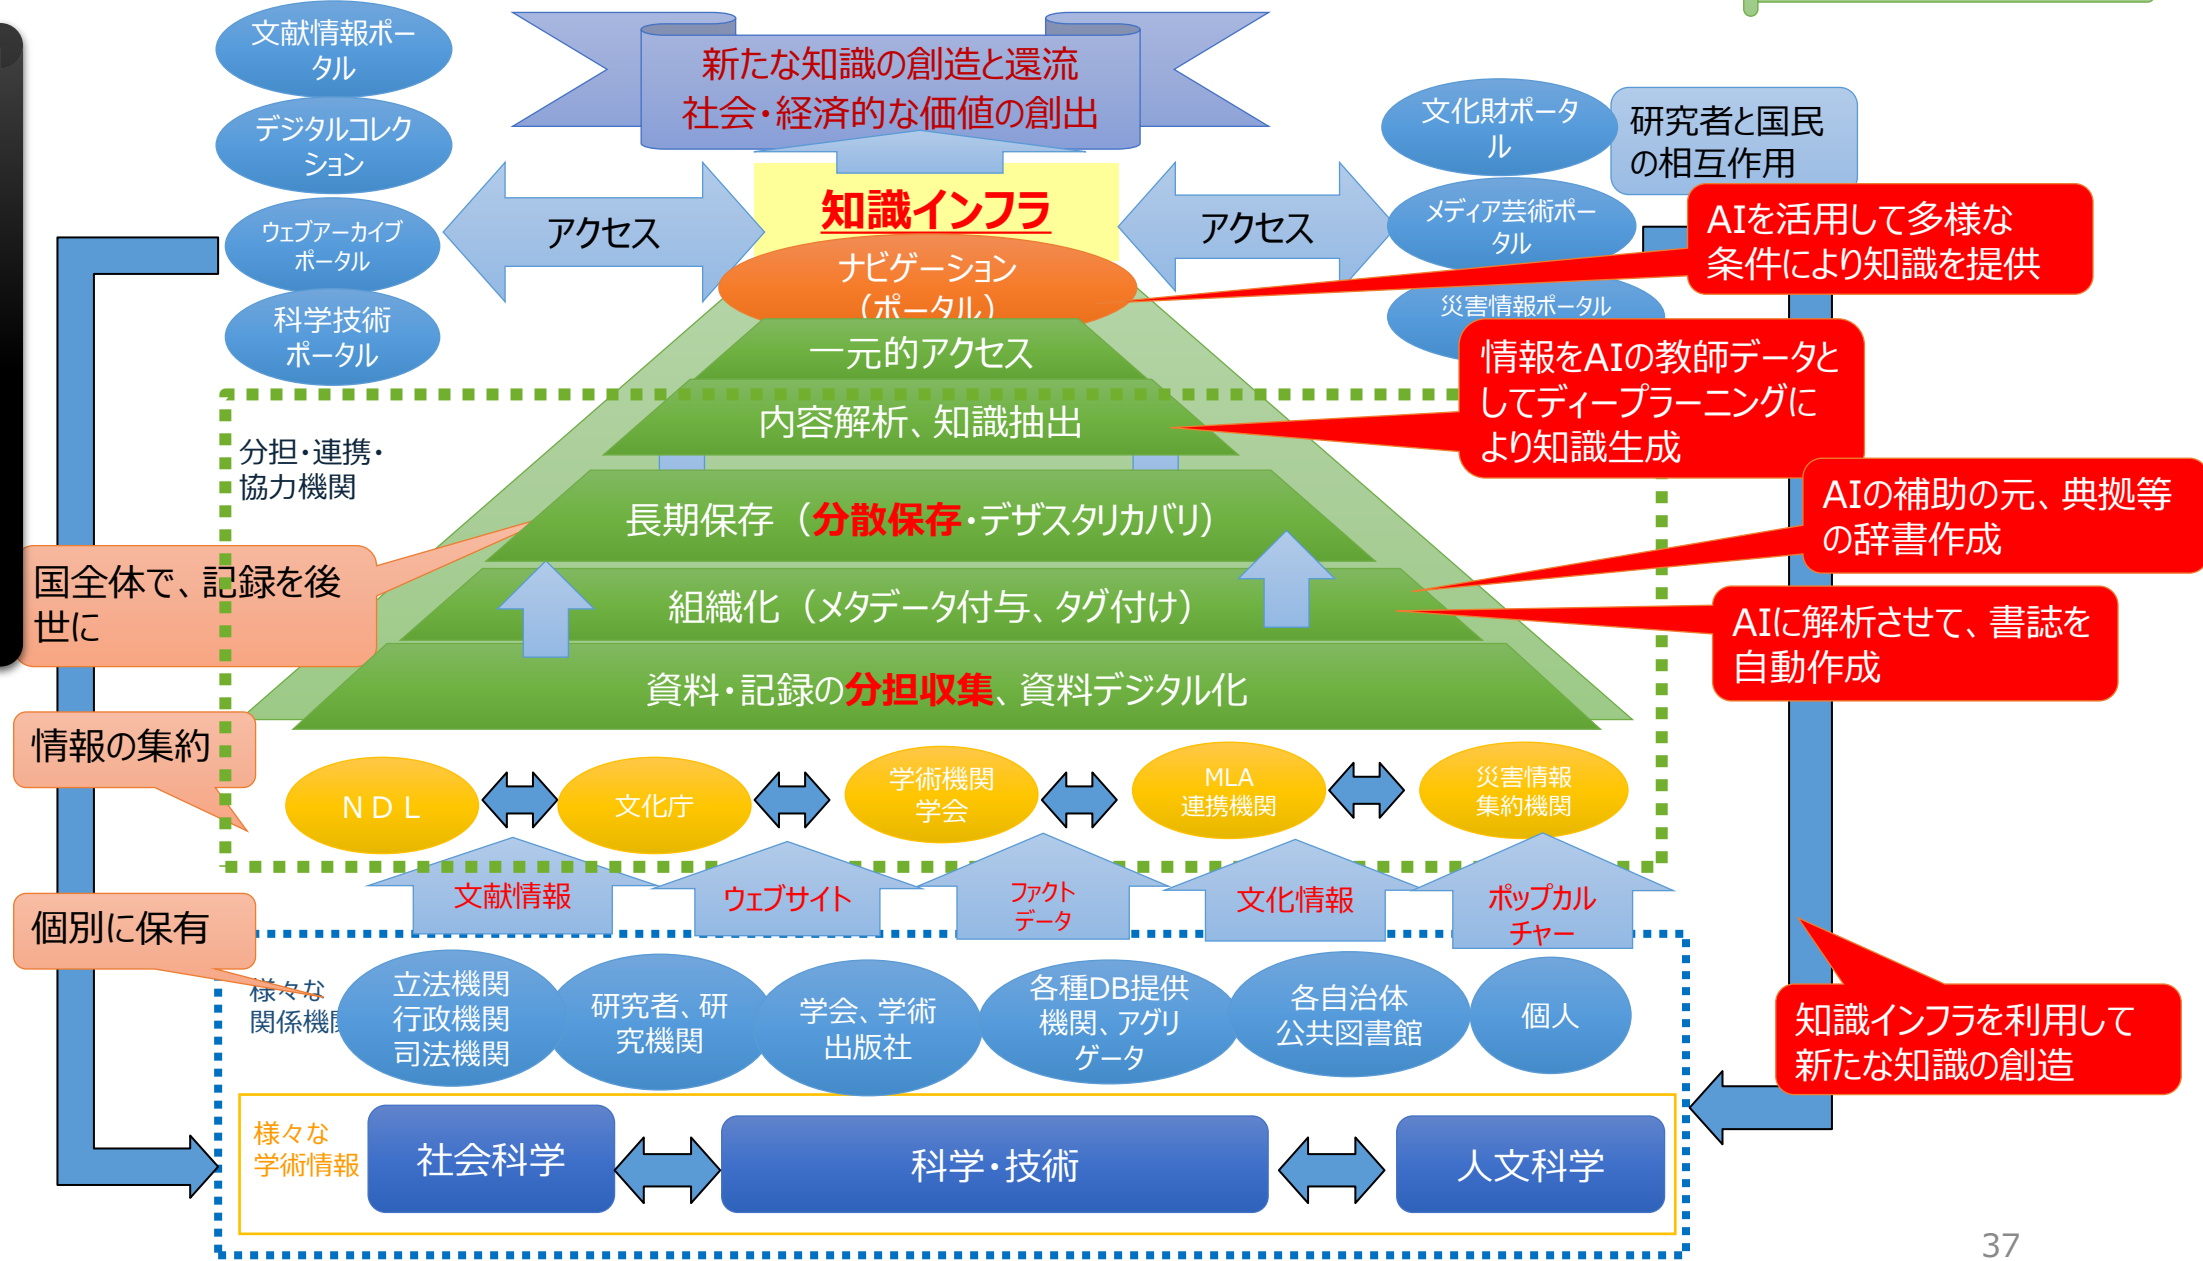 文献情報ポー
タル
デジタルコレク
ション
ウェブアーカイブ
ポータル
科学技術
ポータル
新たな知識の創造と還流
社会・経済的な価値の創出
アクセス
知識インフラ
アクセス
ナビゲーション
（ポータル）
文化財ポータ
ル
メディア芸術ポー
タル
災害情報ポータル
研究者と国民
の相互作用
AIを活用して多様な
条件により知識を提供
一元的アクセス
内容解析、知識抽出
情報をAIの教師データと
してディープラーニングに
より知識生成
分担・連携・
協力機関
長期保存（分散保存・デザスタリカバリ）
AIの補助の元、典拠等
の辞書作成
国全体で、記録を後
世に
組織化（メタデータ付与、タグ付け）
AIに解析させて、書誌を
自動作成
資料・記録の分担収集、資料デジタル化
情報の集約
ＮＤＬ
文化庁
学術機関
学会
MLA
連携機関
災害情報
集約機関
文献情報
ウェブサイト
ファクト
データ
文化情報
ポップカル
チャー
個別に保有
様々な
関係機関
立法機関
行政機関
司法機関
研究者、研
究機関
学会、学術
出版社
各種DB提供
機関、アグリ
ゲータ
各自治体
公共図書館
個人
知識インフラを利用して
新たな知識の創造
様々な
学術情報
社会科学
科学・技術
人文科学
37